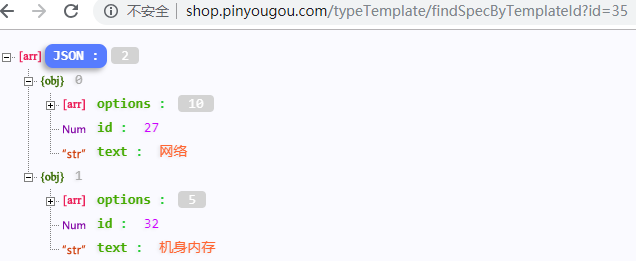 不安全 | shop.pinyougou.com/typeTemplate/findSpecByTemplateId?id=35
[arr] JSON : 2
{obj} 0
[arr] options : 10
Num id : 27
"str" text : 网络
{obj} 1
[arr] options : 5
Num id : 32
"str" text : 机身内存